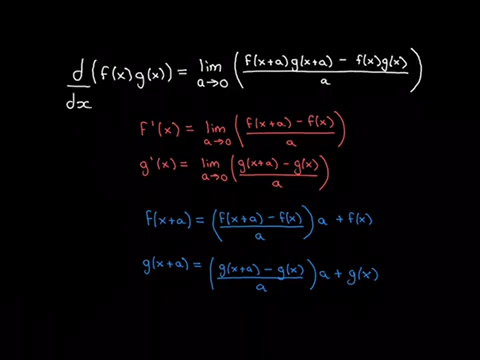 d/dx (f(x)g(x)) = lim a→0 ( (f(x+a)g(x+a) − f(x)g(x)) / a )
f'(x) = lim a→0 ( (f(x+a) − f(x)) / a )
g'(x) = lim a→0 ( (g(x+a) − g(x)) / a )
f(x+a) = ( (f(x+a) − f(x)) / a ) a + f(x)
g(x+a) = ( (g(x+a) − g(x)) / a ) a + g(x)